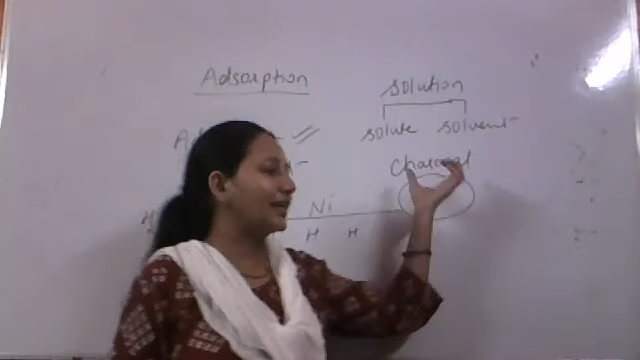 Adsorption
solution
solute solvent
Charcoal
Ni
H H